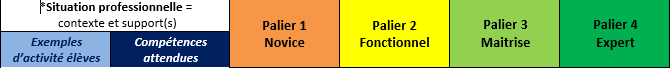 *Situation professionnelle =
contexte et support(s)
Exemples
d'activité élèves
Compétences
attendues
Palier 1
Novice
Palier 2
Fonctionnel
Palier 3
Maitrise
Palier 4
Expert